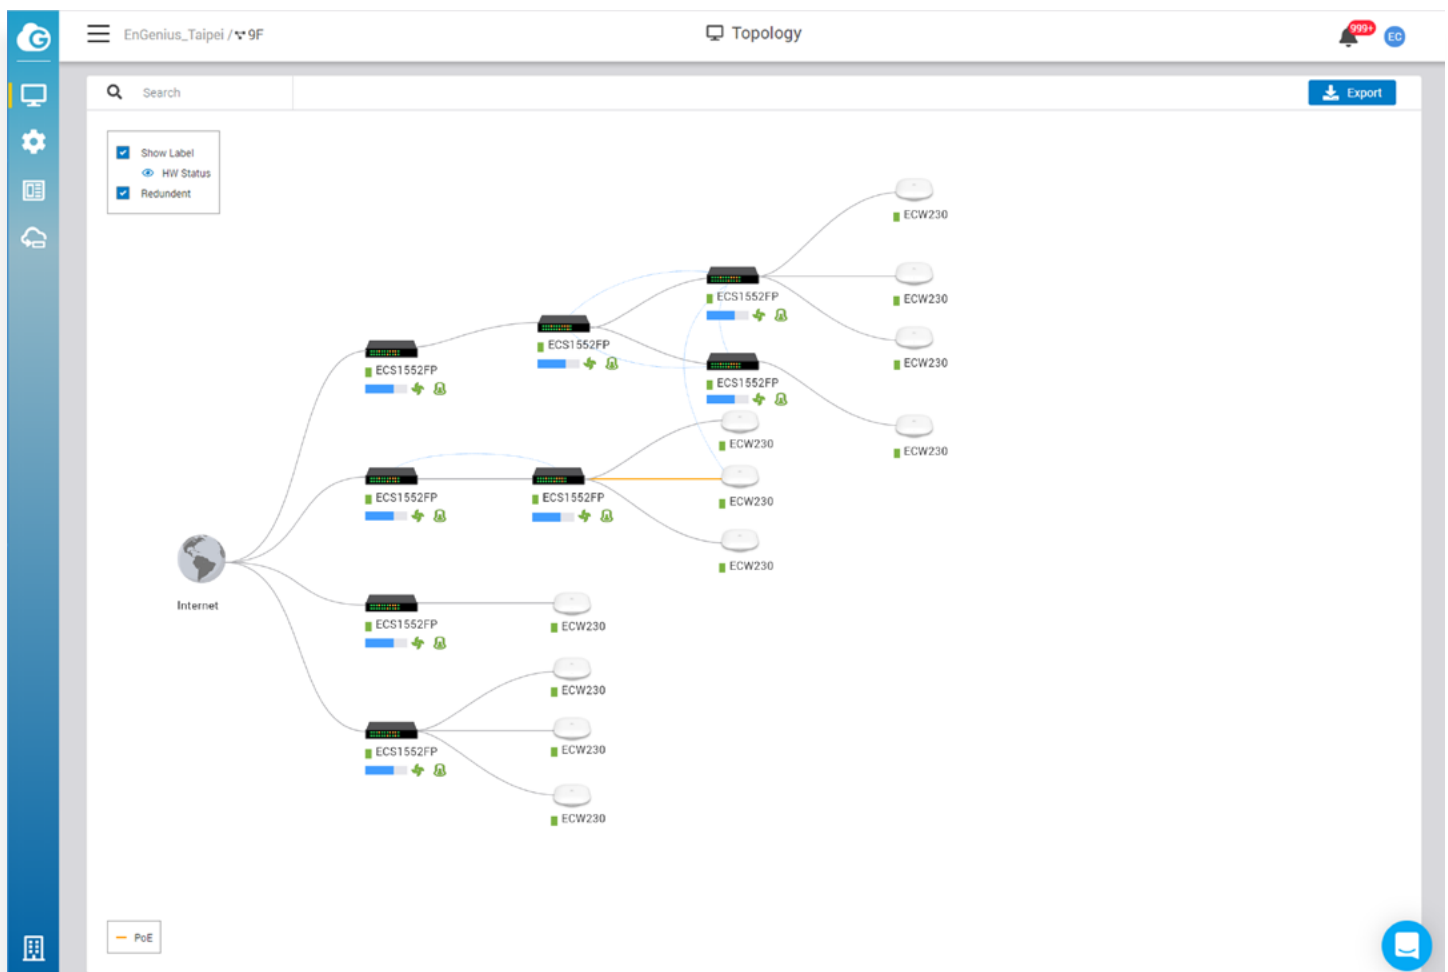 EnGenius_Taipei / 9F
Topology
999+
EC
Search
Export
Show Label
HW Status
Redundent
ECW230
ECS1552FP
ECW230
ECS1552FP
ECS1552FP
ECW230
ECS1552FP
ECW230
ECW230
ECS1552FP
ECS1552FP
ECW230
ECW230
Internet
ECS1552FP
ECW230
ECW230
ECS1552FP
ECW230
ECW230
PoE